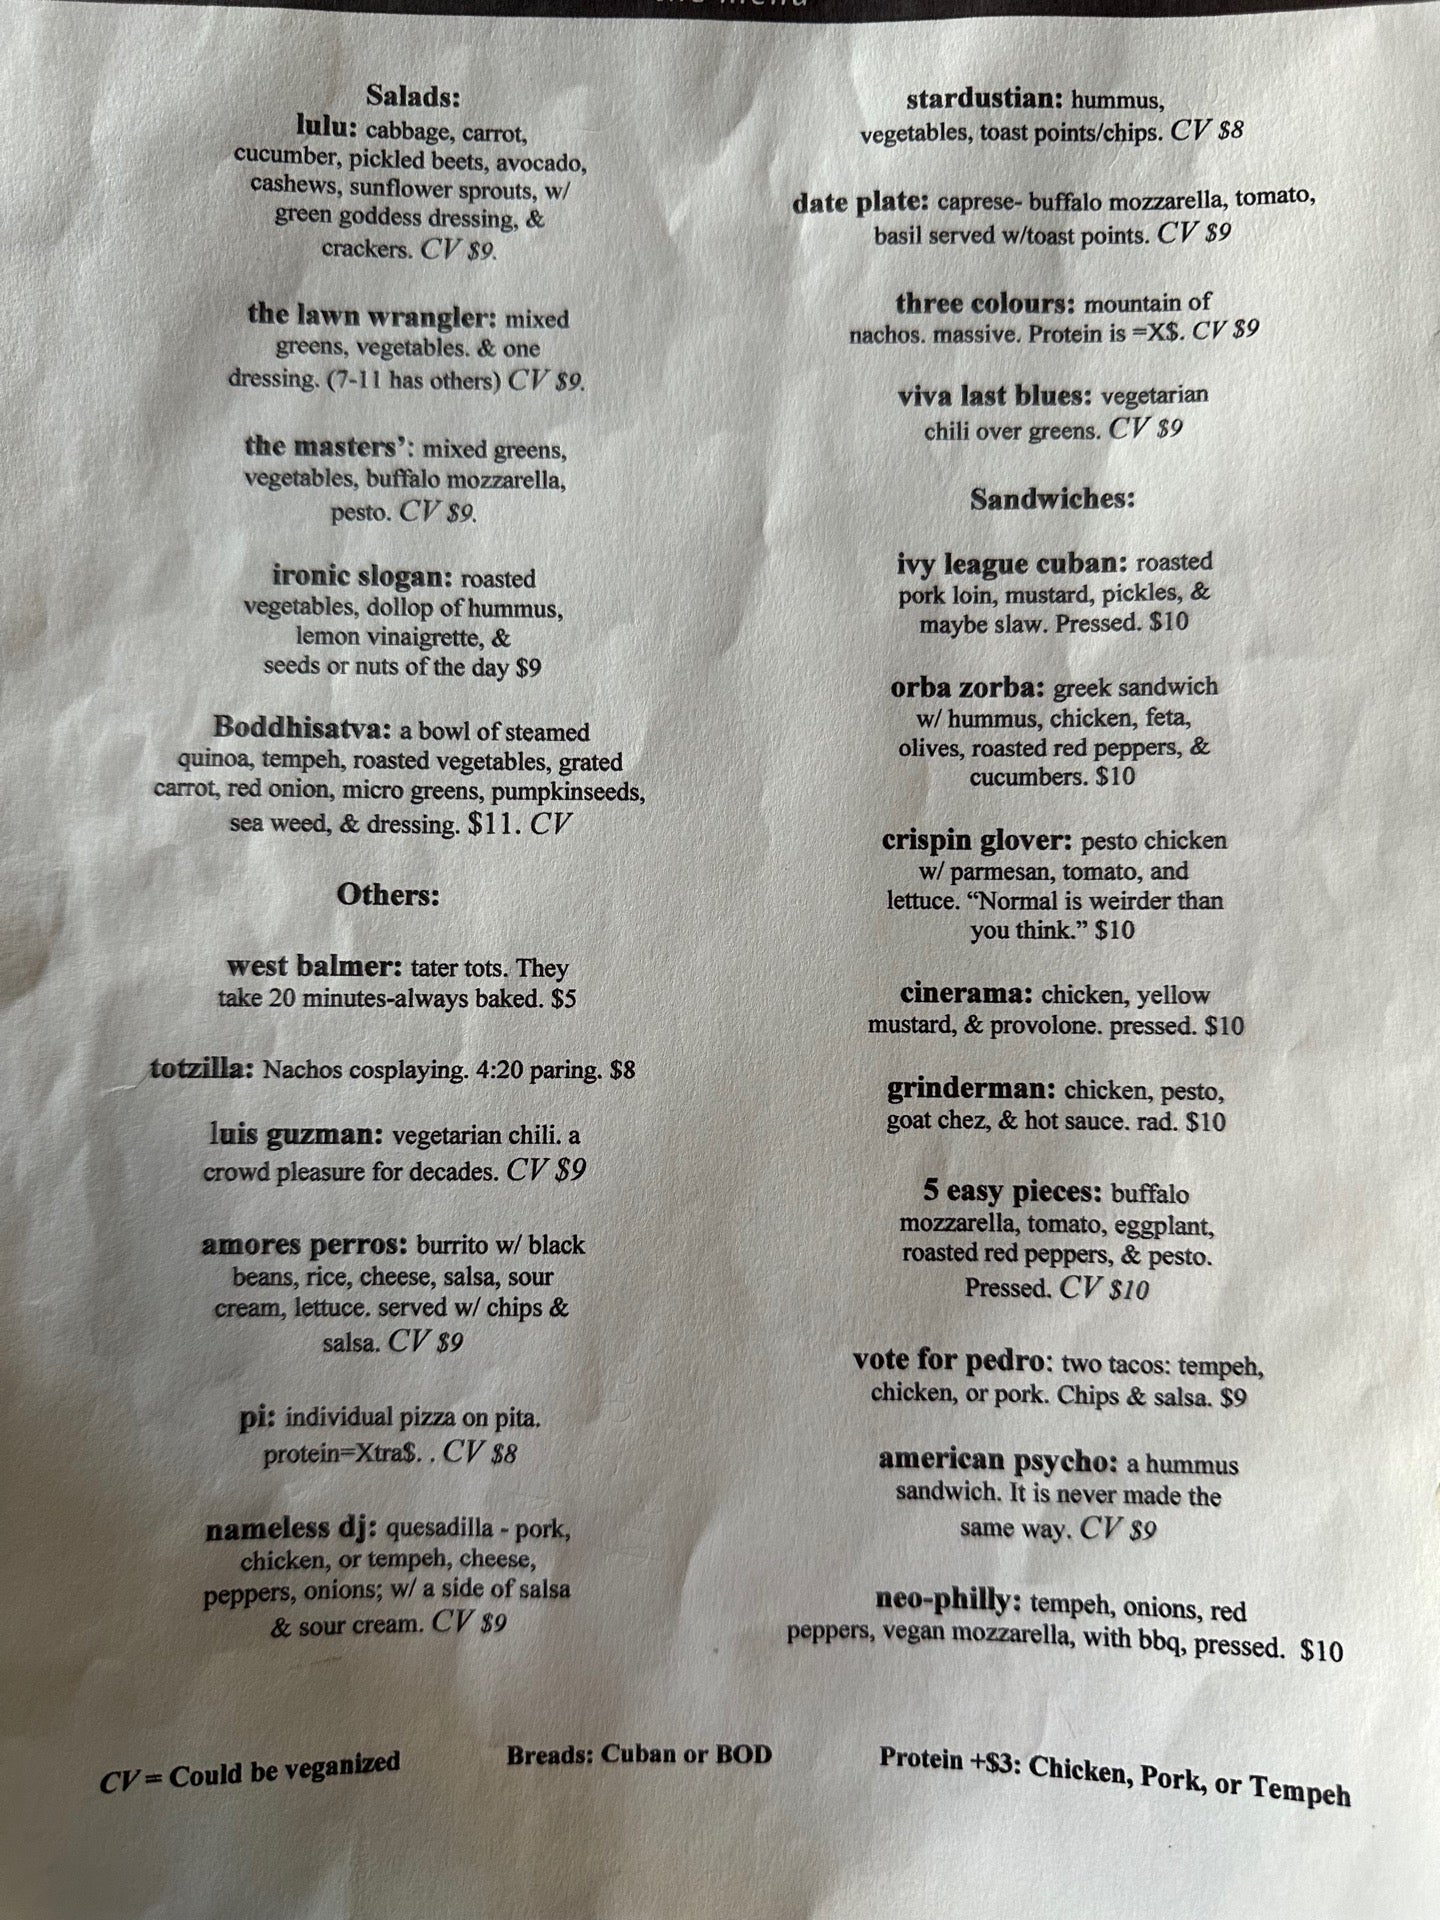 the menu
Salads:
lulu: cabbage, carrot,
cucumber, pickled beets, avocado,
cashews, sunflower sprouts, w/
green goddess dressing, &
crackers. CV $9.
the lawn wrangler: mixed
greens, vegetables. & one
dressing. (7-11 has others) CV $9.
the masters’: mixed greens,
vegetables, buffalo mozzarella,
pesto. CV $9.
ironic slogan: roasted
vegetables, dollop of hummus,
lemon vinaigrette, &
seeds or nuts of the day $9
Boddhisatva: a bowl of steamed
quinoa, tempeh, roasted vegetables, grated
carrot, red onion, micro greens, pumpkinseeds,
sea weed, & dressing. $11. CV
Others:
west balmer: tater tots. They
take 20 minutes-always baked. $5
totzilla: Nachos cosplaying. 4:20 paring. $8
luis guzman: vegetarian chili. a
crowd pleasure for decades. CV $9
amores perros: burrito w/ black
beans, rice, cheese, salsa, sour
cream, lettuce. served w/ chips &
salsa. CV $9
pi: individual pizza on pita.
protein=Xtra$. . CV $8
nameless dj: quesadilla - pork,
chicken, or tempeh, cheese,
peppers, onions; w/ a side of salsa
& sour cream. CV $9
stardustian: hummus,
vegetables, toast points/chips. CV $8
date plate: caprese- buffalo mozzarella, tomato,
basil served w/toast points. CV $9
three colours: mountain of
nachos. massive. Protein is =X$. CV $9
viva last blues: vegetarian
chili over greens. CV $9
Sandwiches:
ivy league cuban: roasted
pork loin, mustard, pickles, &
maybe slaw. Pressed. $10
orba zorba: greek sandwich
w/ hummus, chicken, feta,
olives, roasted red peppers, &
cucumbers. $10
crispin glover: pesto chicken
w/ parmesan, tomato, and
lettuce. “Normal is weirder than
you think.” $10
cinerama: chicken, yellow
mustard, & provolone. pressed. $10
grinderman: chicken, pesto,
goat chez, & hot sauce. rad. $10
5 easy pieces: buffalo
mozzarella, tomato, eggplant,
roasted red peppers, & pesto.
Pressed. CV $10
vote for pedro: two tacos: tempeh,
chicken, or pork. Chips & salsa. $9
american psycho: a hummus
sandwich. It is never made the
same way. CV $9
neo-philly: tempeh, onions, red
peppers, vegan mozzarella, with bbq, pressed. $10
CV = Could be veganized
Breads: Cuban or BOD
Protein +$3: Chicken, Pork, or Tempeh